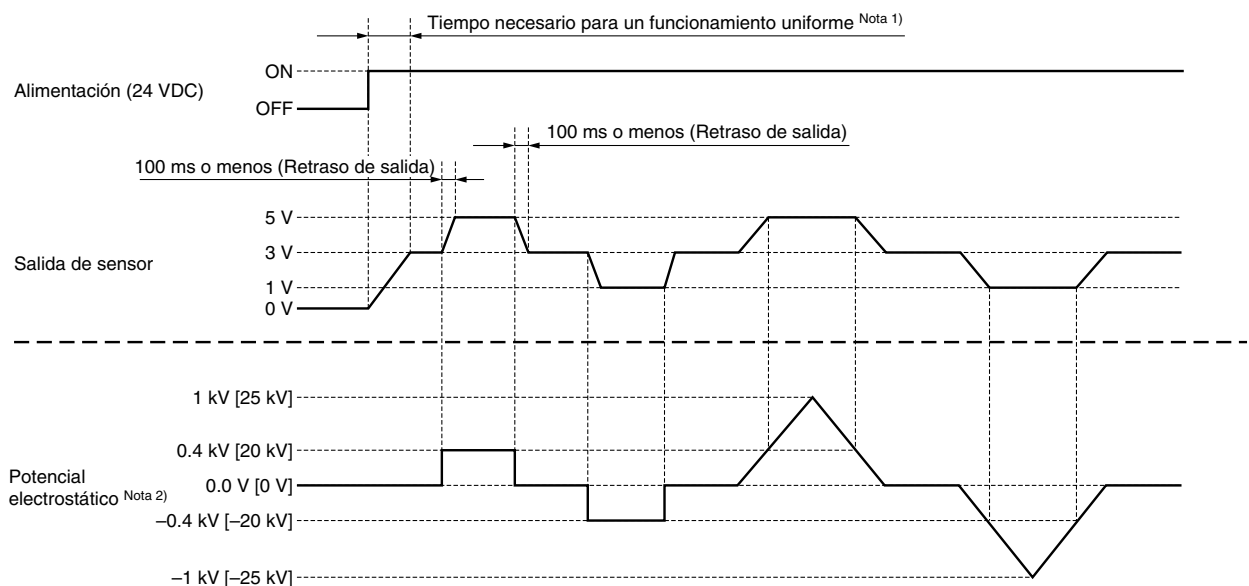 Tiempo necesario para un funcionamiento uniforme Nota 1)
ON
Alimentación (24 VDC)
OFF
100 ms o menos (Retraso de salida)
100 ms o menos (Retraso de salida)
5 V
3 V
Salida de sensor
1 V
0 V
1 kV [25 kV]
0.4 kV [20 kV]
Potencial
electrostático Nota 2)
0.0 V [0 V]
–0.4 kV [–20 kV]
–1 kV [–25 kV]